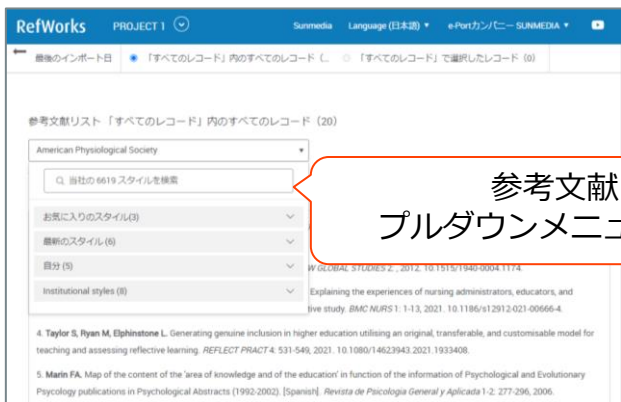 RefWorks PROJECT 1 Sunmedia Language (日本語) ▾ e-Portカンパニー SUNMEDIA ▾
最後のインポート日 「すべてのレコード」内のすべてのレコード（... 「すべてのレコード」で選択したレコード（0）
参考文献リスト 「すべてのレコード」内のすべてのレコード（20）
American Physiological Society
当社の 6619 スタイルを検索
お気に入りのスタイル(3)
最新のスタイル (6)
自分 (5)
Institutional styles (8)
参考文献
プルダウンメニュ
W GLOBAL STUDIES 2: , 2012. 10.1515/1940-0004.1174.
Explaining the experiences of nursing administrators, educators, and
ive study. BMC NURS 1: 1-13, 2021. 10.1186/s12912-021-00666-4.
4. Taylor S, Ryan M, Elphinstone L. Generating genuine inclusion in higher education utilising an original, transferable, and customisable model for
teaching and assessing reflective learning. REFLECT PRACT 4: 531-549, 2021. 10.1080/14623943.2021.1933408.
5. Marin FA. Map of the content of the 'area of knowledge and of the education' in function of the information of Psychological and Evolutionary
Psycology publications in Psychological Abstracts (1992-2002). [Spanish]. Revista de Psicologia General y Aplicada 1-2: 277-296, 2006.